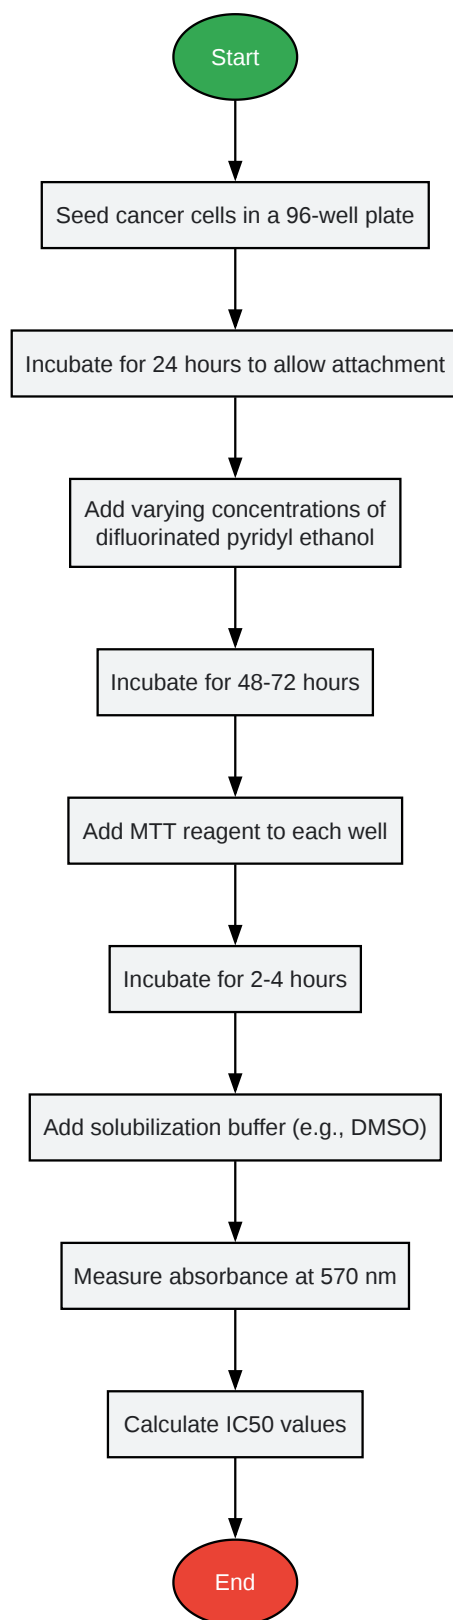 Start
Seed cancer cells in a 96-well plate
Incubate for 24 hours to allow attachment
Add varying concentrations of
difluorinated pyridyl ethanol
Incubate for 48-72 hours
Add MTT reagent to each well
Incubate for 2-4 hours
Add solubilization buffer (e.g., DMSO)
Measure absorbance at 570 nm
Calculate IC50 values
End